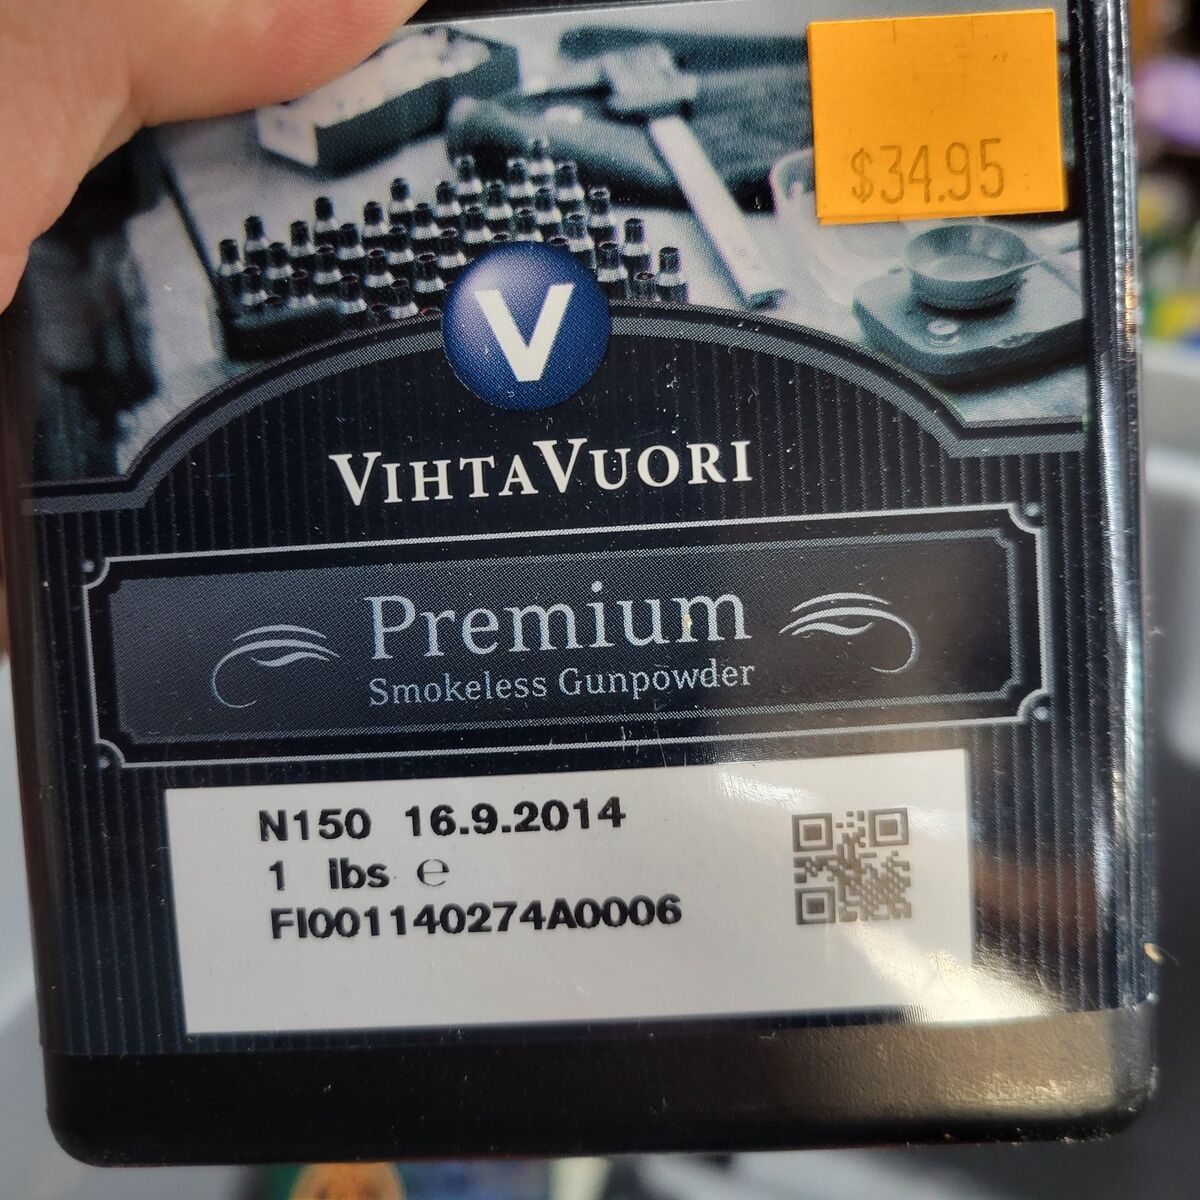 $34.95
V
VIHTAVUORI
Premium
Smokeless Gunpowder
N150 16.9.2014
1 lbs ℮
FI001140274A0006